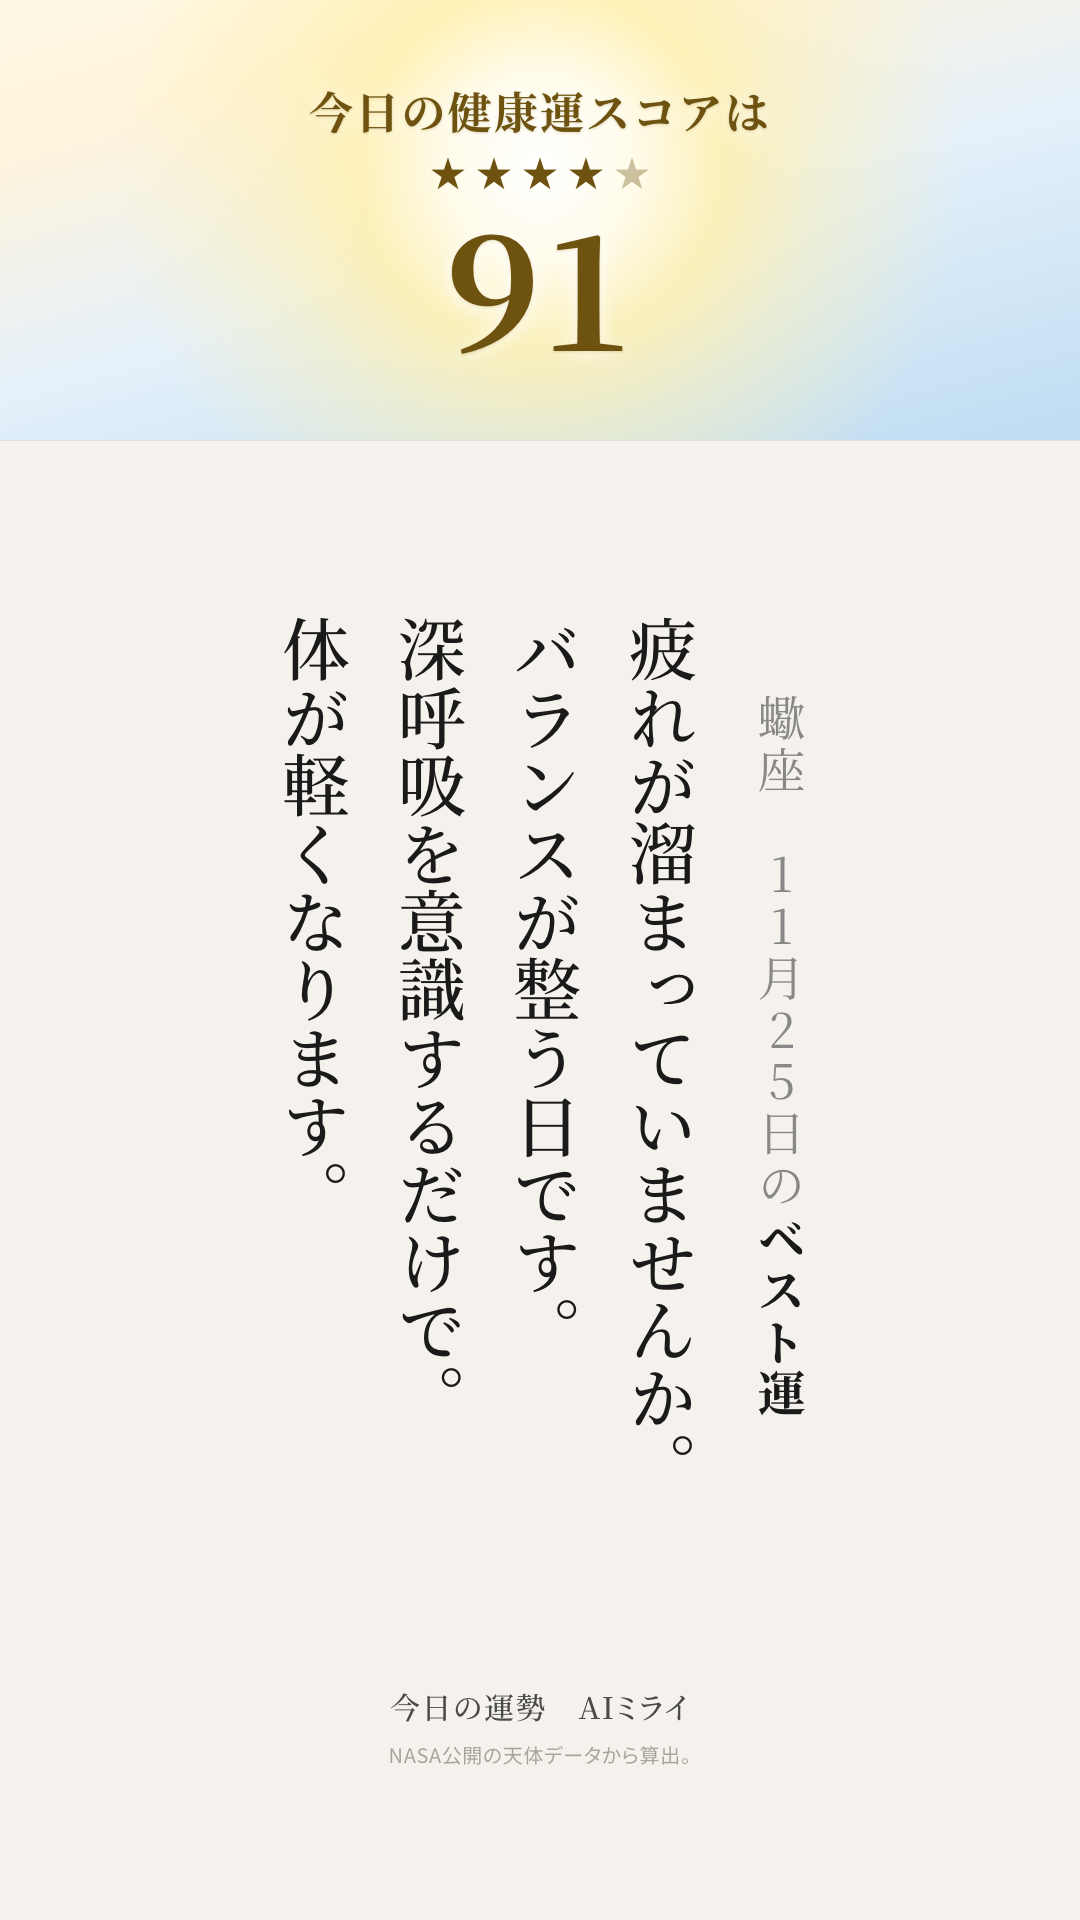 今日の健康運スコアは
★★★★★
91
蠍座　11月25日のベスト運
疲れが溜まっていませんか。
バランスが整う日です。
深呼吸を意識するだけで。
体が軽くなります。
今日の運勢　AIミライ
NASA公開の天体データから算出。